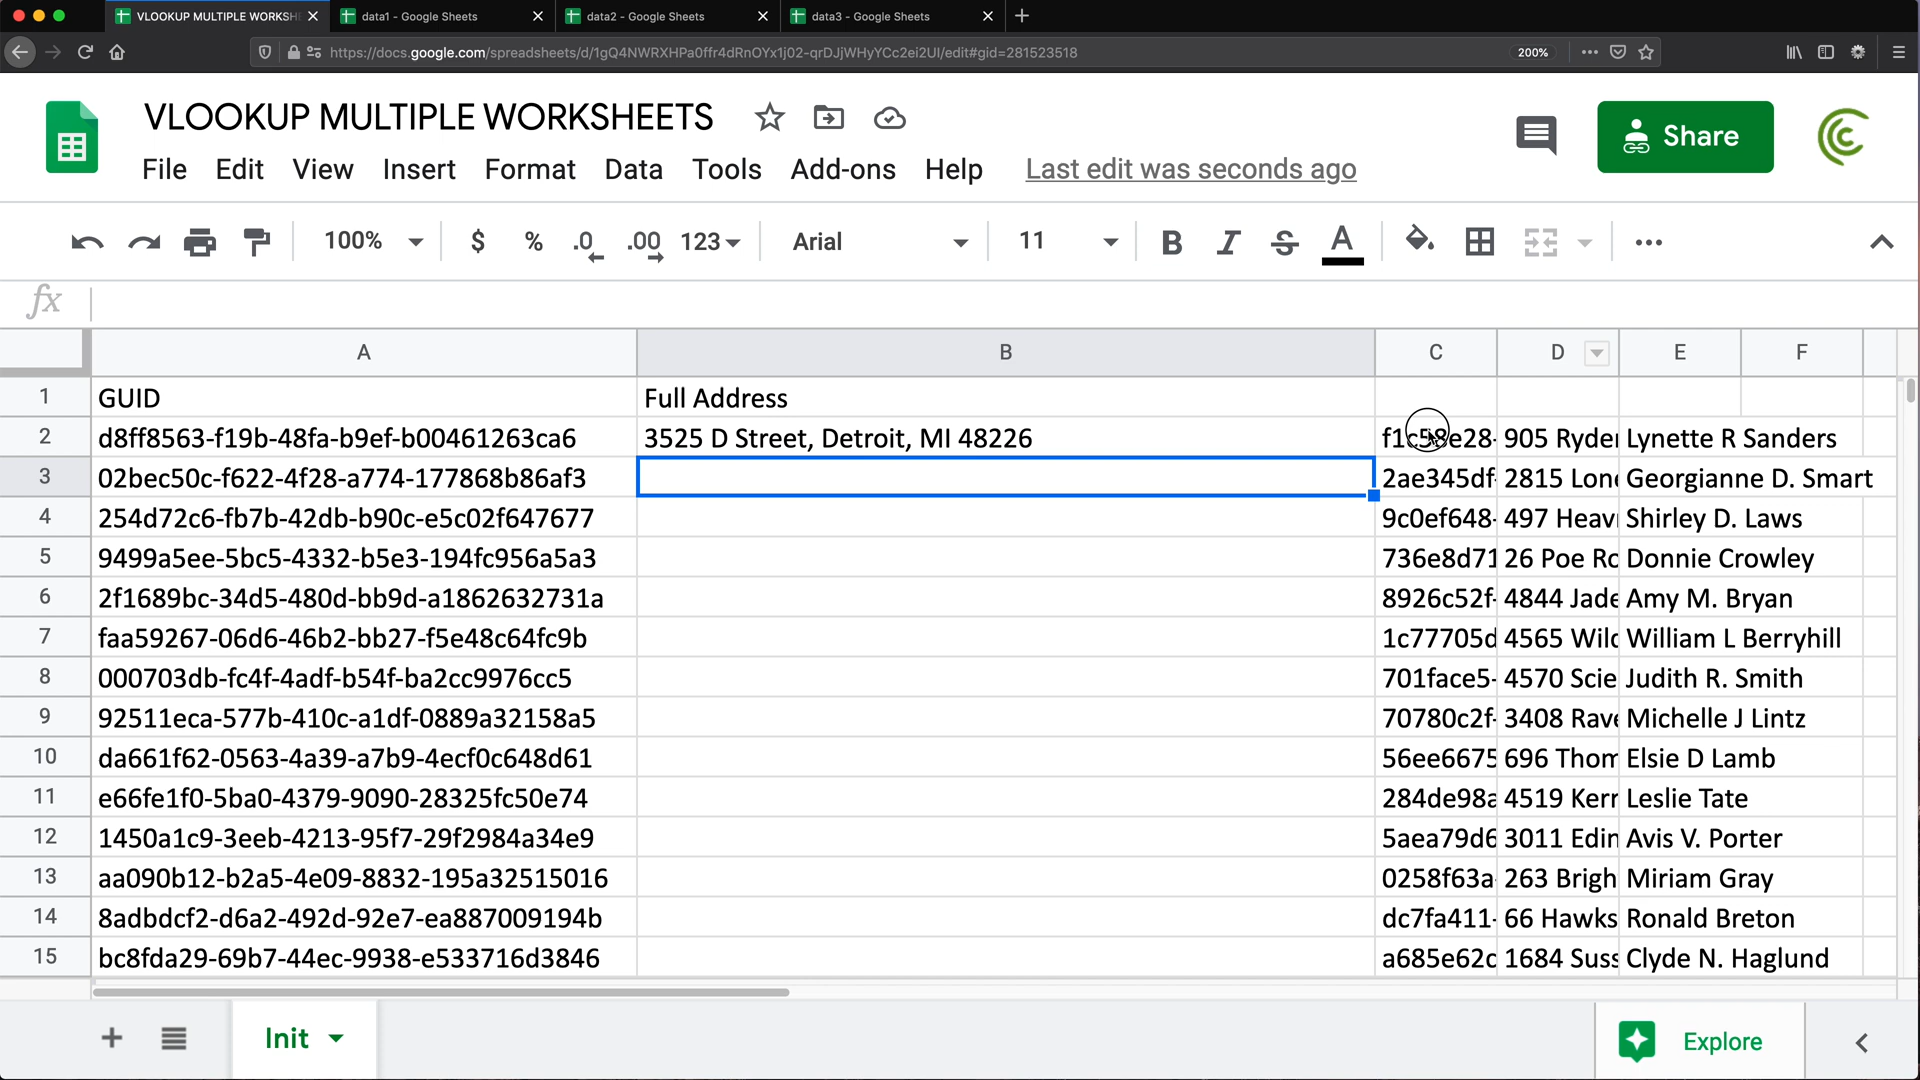 VLOOKUP MULTIPLE WORKSH
data1 - Google Sheets
data2 - Google Sheets
data3 - Google Sheets
https://docs.google.com/spreadsheets/d/1gQ4NWRXHPa0ffr4dRnOYx1j02-qrDJjWHyYCc2ei2UI/edit#gid=281523518
200%
VLOOKUP MULTIPLE WORKSHEETS
Share
File Edit View Insert Format Data Tools Add-ons Help Last edit was seconds ago
100% $ % .0 .00 123 Arial 11 B I S A
fx
A B C D E F
1 GUID Full Address
2 d8ff8563-f19b-48fa-b9ef-b00461263ca6 3525 D Street, Detroit, MI 48226 f1c58e28- 905 Ryder Lynette R Sanders
3 02bec50c-f622-4f28-a774-177868b86af3 2ae345df- 2815 Lone Georgianne D. Smart
4 254d72c6-fb7b-42db-b90c-e5c02f647677 9c0ef648- 497 Heav Shirley D. Laws
5 9499a5ee-5bc5-4332-b5e3-194fc956a5a3 736e8d71 26 Poe Ro Donnie Crowley
6 2f1689bc-34d5-480d-bb9d-a1862632731a 8926c52f- 4844 Jade Amy M. Bryan
7 faa59267-06d6-46b2-bb27-f5e48c64fc9b 1c77705d 4565 Wild William L Berryhill
8 000703db-fc4f-4adf-b54f-ba2cc9976cc5 701face5- 4570 Scie Judith R. Smith
9 92511eca-577b-410c-a1df-0889a32158a5 70780c2f- 3408 Rave Michelle J Lintz
10 da661f62-0563-4a39-a7b9-4ecf0c648d61 56ee6675 696 Thom Elsie D Lamb
11 e66fe1f0-5ba0-4379-9090-28325fc50e74 284de98a 4519 Kerr Leslie Tate
12 1450a1c9-3eeb-4213-95f7-29f2984a34e9 5aea79d6 3011 Edin Avis V. Porter
13 aa090b12-b2a5-4e09-8832-195a32515016 0258f63a- 263 Brigh Miriam Gray
14 8adbdcf2-d6a2-492d-92e7-ea887009194b dc7fa411- 66 Hawks Ronald Breton
15 bc8fda29-69b7-44ec-9938-e533716d3846 a685e62c 1684 Suss Clyde N. Haglund
Init
Explore